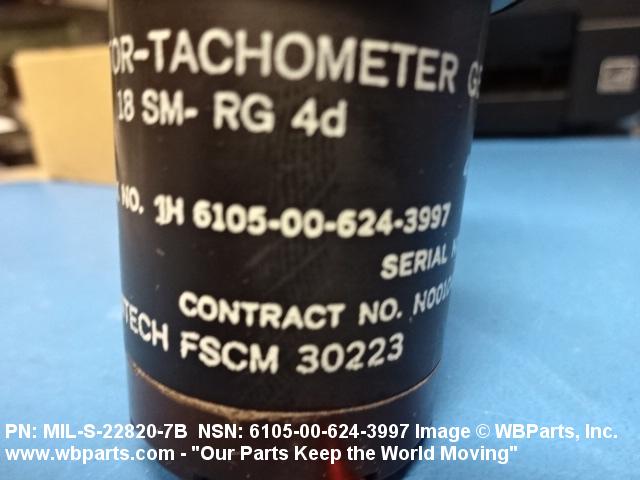 TOR-TACHOMETER G
18 SM- RG 4d
NO. 1H 6105-00-624-3997
SERIAL
CONTRACT NO. N001
TECH FSCM 30223
PN: MIL-S-22820-7B NSN: 6105-00-624-3997 Image © WBParts, Inc.
www.wbparts.com - "Our Parts Keep the World Moving"